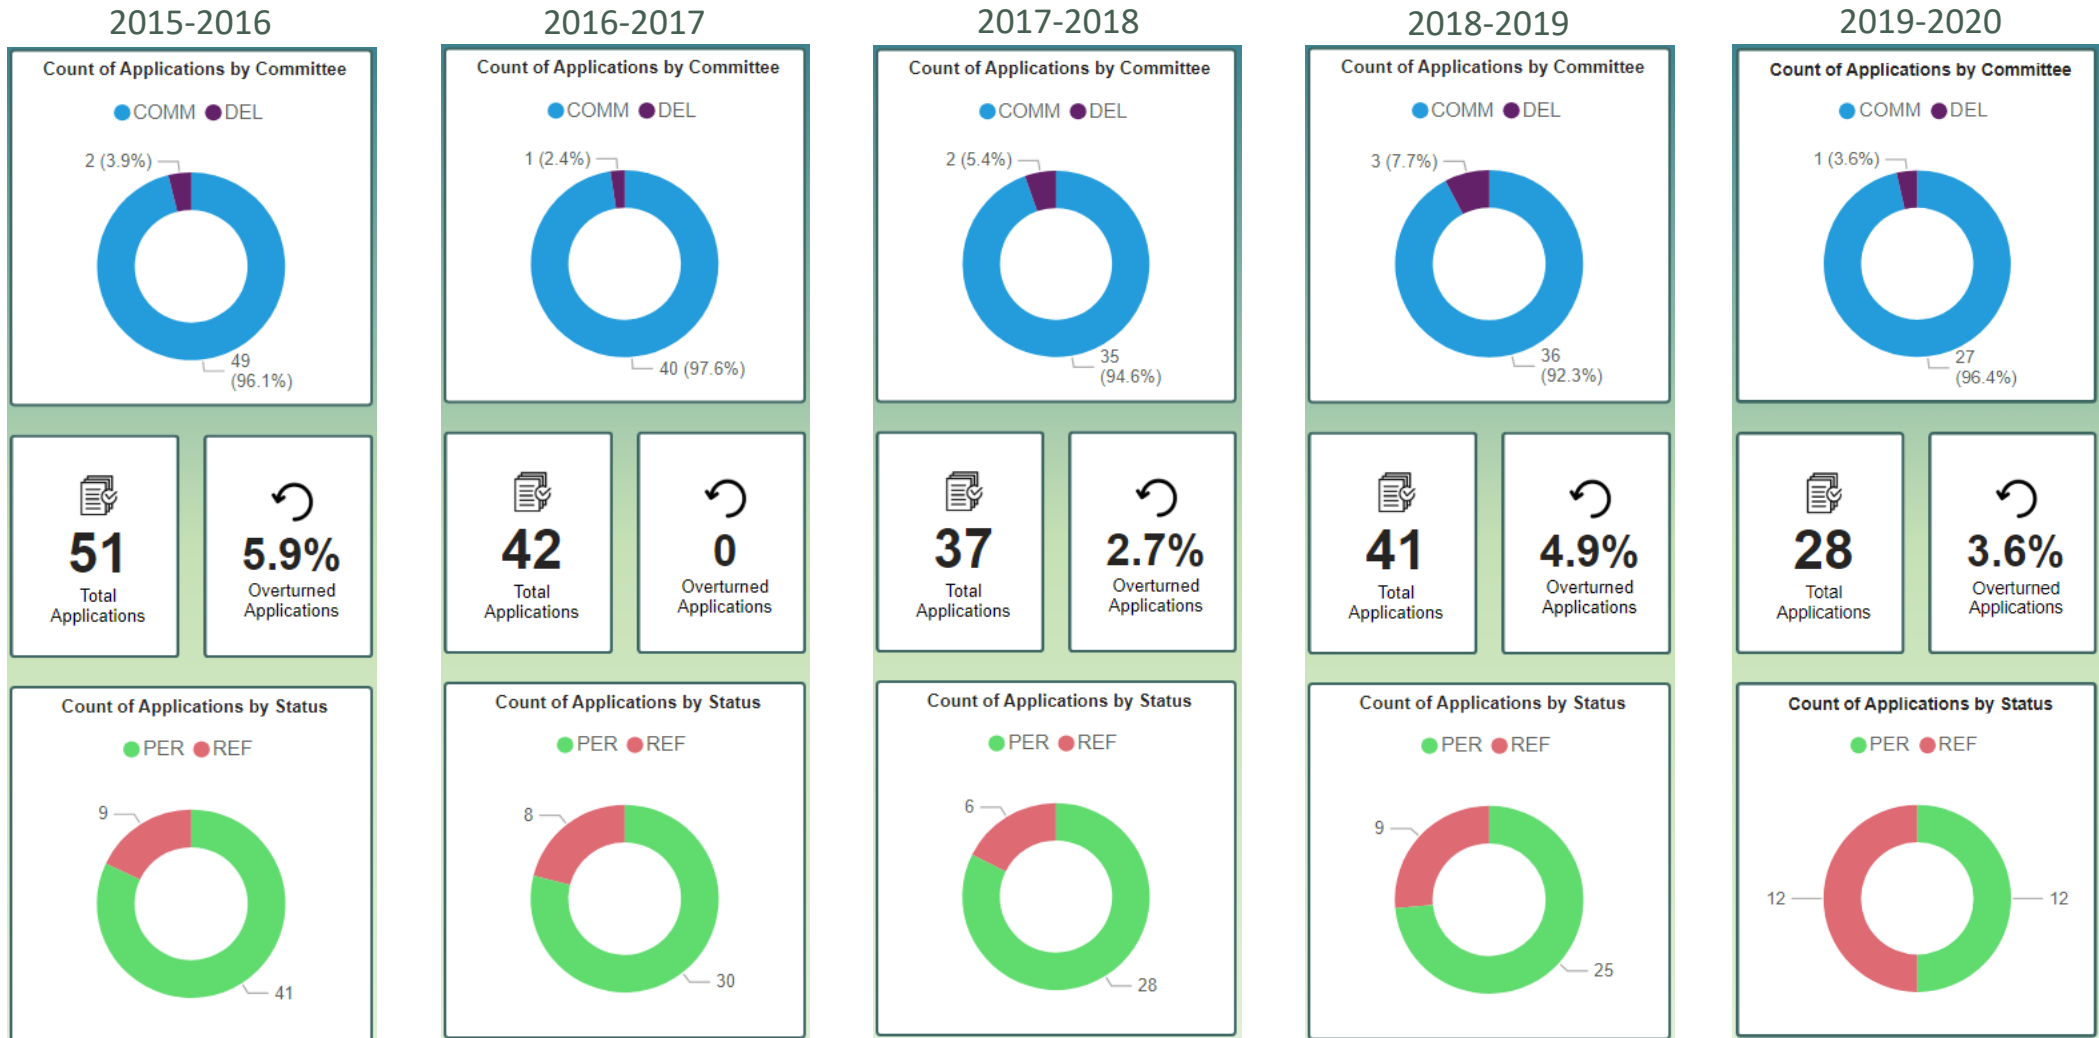 2015-2016
Count of Applications by Committee
COMM DEL
2 (3.9%)
49
(96.1%)
51
Total
Applications
5.9%
Overturned
Applications
Count of Applications by Status
PER REF
9
41
2016-2017
Count of Applications by Committee
COMM DEL
1 (2.4%)
40 (97.6%)
42
Total
Applications
0
Overturned
Applications
Count of Applications by Status
PER REF
8
30
2017-2018
Count of Applications by Committee
COMM DEL
2 (5.4%)
35
(94.6%)
37
Total
Applications
2.7%
Overturned
Applications
Count of Applications by Status
PER REF
6
28
2018-2019
Count of Applications by Committee
COMM DEL
3 (7.7%)
36
(92.3%)
41
Total
Applications
4.9%
Overturned
Applications
Count of Applications by Status
PER REF
9
25
2019-2020
Count of Applications by Committee
COMM DEL
1 (3.6%)
27
(96.4%)
28
Total
Applications
3.6%
Overturned
Applications
Count of Applications by Status
PER REF
12
12